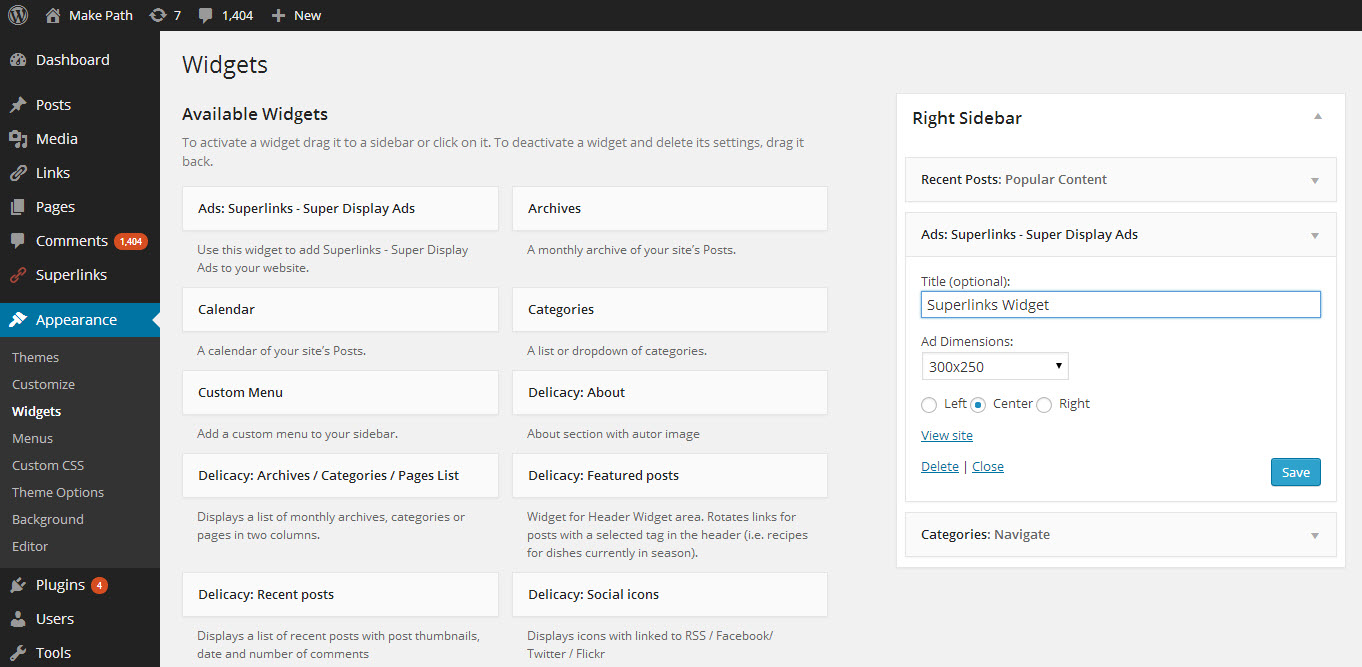 Make Path 7 1,404 New
Dashboard
Posts
Media
Links
Pages
Comments 1,404
Superlinks
Appearance
Themes
Customize
Widgets
Menus
Custom CSS
Theme Options
Background
Editor
Plugins 4
Users
Tools
Widgets
Available Widgets
To activate a widget drag it to a sidebar or click on it. To deactivate a widget and delete its settings, drag it
back.
Ads: Superlinks - Super Display Ads
Use this widget to add Superlinks - Super Display
Ads to your website.
Archives
A monthly archive of your site's Posts.
Calendar
A calendar of your site's Posts.
Categories
A list or dropdown of categories.
Custom Menu
Add a custom menu to your sidebar.
Delicacy: About
About section with autor image
Delicacy: Archives / Categories / Pages List
Displays a list of monthly archives, categories or
pages in two columns.
Delicacy: Featured posts
Widget for Header Widget area. Rotates links for
posts with a selected tag in the header (i.e. recipes
for dishes currently in season).
Delicacy: Recent posts
Displays a list of recent posts with post thumbnails,
date and number of comments
Delicacy: Social icons
Displays icons with linked to RSS / Facebook/
Twitter / Flickr
Right Sidebar
Recent Posts: Popular Content
Ads: Superlinks - Super Display Ads
Title (optional):
Superlinks Widget
Ad Dimensions:
300x250
Left Center Right
View site
Delete | Close
Save
Categories: Navigate